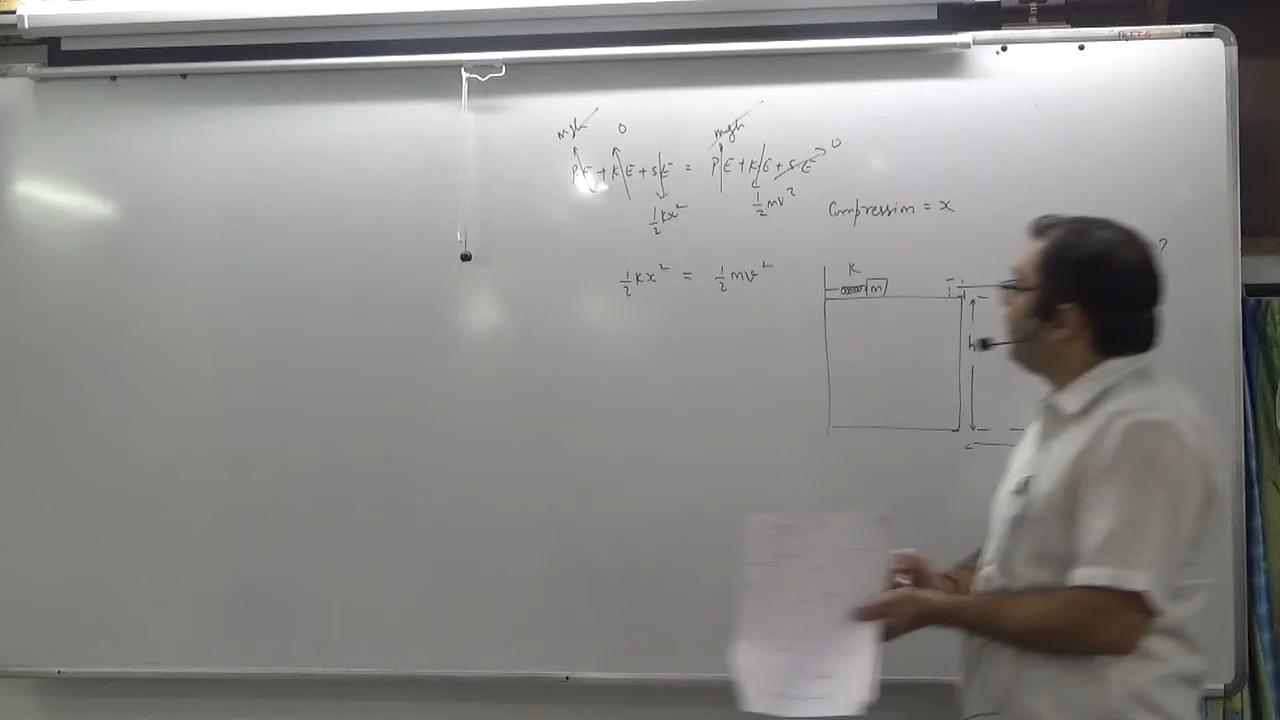 mgh 0 mgh
PE + KE + SE = PE + KE + SE 0
½kx² ½mv²
Compression = x
½kx² = ½mv²
K
m
h
?